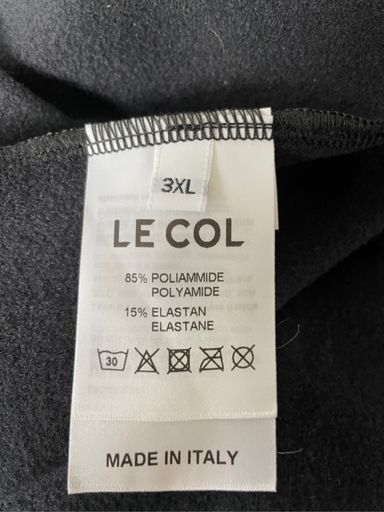 3XL
LE COL
85% POLIAMMIDE
POLYAMIDE
15% ELASTAN
ELASTANE
30
MADE IN ITALY